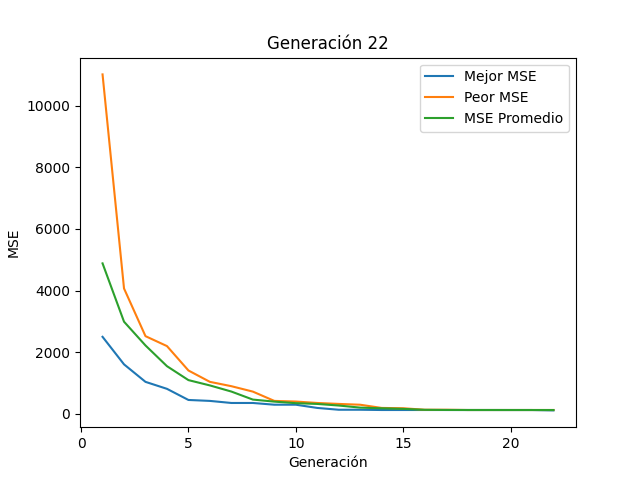 Generación 22
Mejor MSE
Peor MSE
MSE Promedio
MSE
10000
8000
6000
4000
2000
0
0 5 10 15 20
Generación